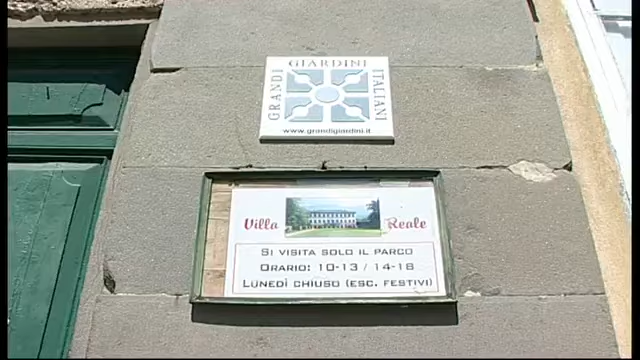 GIARDINI
GRANDI
ITALIANI
www.grandigiardini.it
Villa Reale
SI VISITA SOLO IL PARCO
ORARIO: 10-13 / 14-18
LUNEDÌ CHIUSO (ESC. FESTIVI)